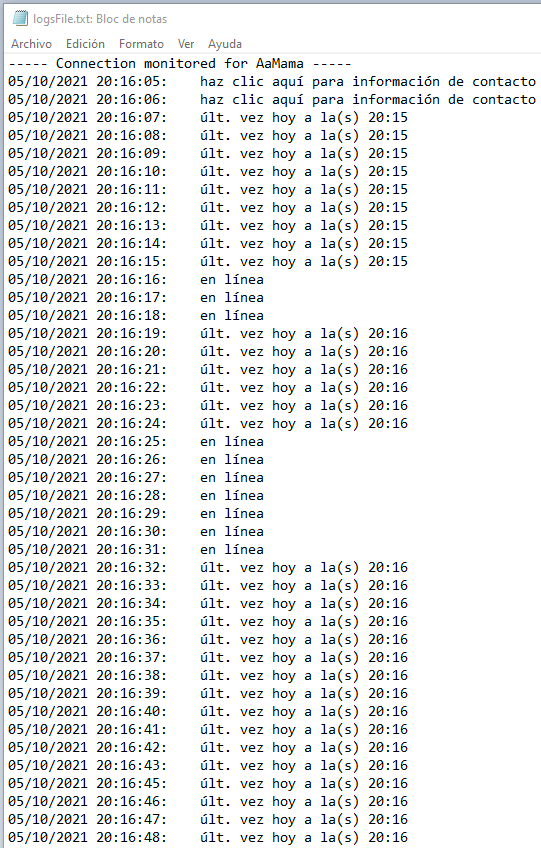 logsFile.txt: Bloc de notas
Archivo Edición Formato Ver Ayuda
----- Connection monitored for AaMama -----
05/10/2021 20:16:05: haz clic aquí para información de contacto
05/10/2021 20:16:06: haz clic aquí para información de contacto
05/10/2021 20:16:07: últ. vez hoy a la(s) 20:15
05/10/2021 20:16:08: últ. vez hoy a la(s) 20:15
05/10/2021 20:16:09: últ. vez hoy a la(s) 20:15
05/10/2021 20:16:10: últ. vez hoy a la(s) 20:15
05/10/2021 20:16:11: últ. vez hoy a la(s) 20:15
05/10/2021 20:16:12: últ. vez hoy a la(s) 20:15
05/10/2021 20:16:13: últ. vez hoy a la(s) 20:15
05/10/2021 20:16:14: últ. vez hoy a la(s) 20:15
05/10/2021 20:16:15: últ. vez hoy a la(s) 20:15
05/10/2021 20:16:16: en línea
05/10/2021 20:16:17: en línea
05/10/2021 20:16:18: en línea
05/10/2021 20:16:19: últ. vez hoy a la(s) 20:16
05/10/2021 20:16:20: últ. vez hoy a la(s) 20:16
05/10/2021 20:16:21: últ. vez hoy a la(s) 20:16
05/10/2021 20:16:22: últ. vez hoy a la(s) 20:16
05/10/2021 20:16:23: últ. vez hoy a la(s) 20:16
05/10/2021 20:16:24: últ. vez hoy a la(s) 20:16
05/10/2021 20:16:25: en línea
05/10/2021 20:16:26: en línea
05/10/2021 20:16:27: en línea
05/10/2021 20:16:28: en línea
05/10/2021 20:16:29: en línea
05/10/2021 20:16:30: en línea
05/10/2021 20:16:31: en línea
05/10/2021 20:16:32: últ. vez hoy a la(s) 20:16
05/10/2021 20:16:33: últ. vez hoy a la(s) 20:16
05/10/2021 20:16:34: últ. vez hoy a la(s) 20:16
05/10/2021 20:16:35: últ. vez hoy a la(s) 20:16
05/10/2021 20:16:36: últ. vez hoy a la(s) 20:16
05/10/2021 20:16:37: últ. vez hoy a la(s) 20:16
05/10/2021 20:16:38: últ. vez hoy a la(s) 20:16
05/10/2021 20:16:39: últ. vez hoy a la(s) 20:16
05/10/2021 20:16:40: últ. vez hoy a la(s) 20:16
05/10/2021 20:16:41: últ. vez hoy a la(s) 20:16
05/10/2021 20:16:42: últ. vez hoy a la(s) 20:16
05/10/2021 20:16:43: últ. vez hoy a la(s) 20:16
05/10/2021 20:16:45: últ. vez hoy a la(s) 20:16
05/10/2021 20:16:46: últ. vez hoy a la(s) 20:16
05/10/2021 20:16:47: últ. vez hoy a la(s) 20:16
05/10/2021 20:16:48: últ. vez hoy a la(s) 20:16